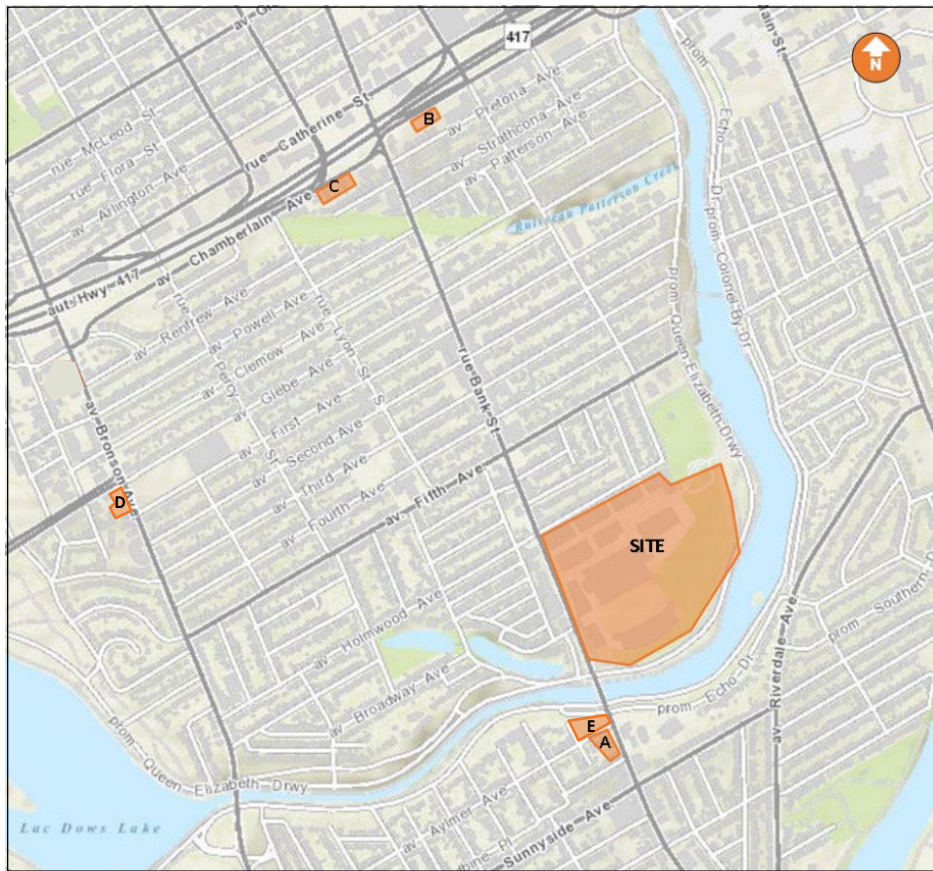 417
N
Main St.
rue McLeod St
rue Flora St
Arlington Ave
rue Catherine St
B
av Pretoria Ave
av Strathcona Ave
av Patterson Ave
prom
Echo Dr
prom Colonel By Dr
C
av Chamberlain Ave
Ruisseau Patterson Creek
aut/Hwy 417
av Renfrew Ave
av Powell Ave
av Clemow Ave
av Glebe Ave
av First Ave
av Second Ave
av Third Ave
av Fourth Ave
av Fifth Ave
rue Percy St
rue Lyon St S
rue Bank St
prom Queen Elizabeth Drwy
av Bronson Ave
D
SITE
av Holmwood Ave
av Broadway Ave
prom Echo Dr
av Riverdale Ave
prom Southern D
E
A
prom Queen Elizabeth Drwy
Lac Dows Lake
av Aylmer Ave
Sunnyside Ave